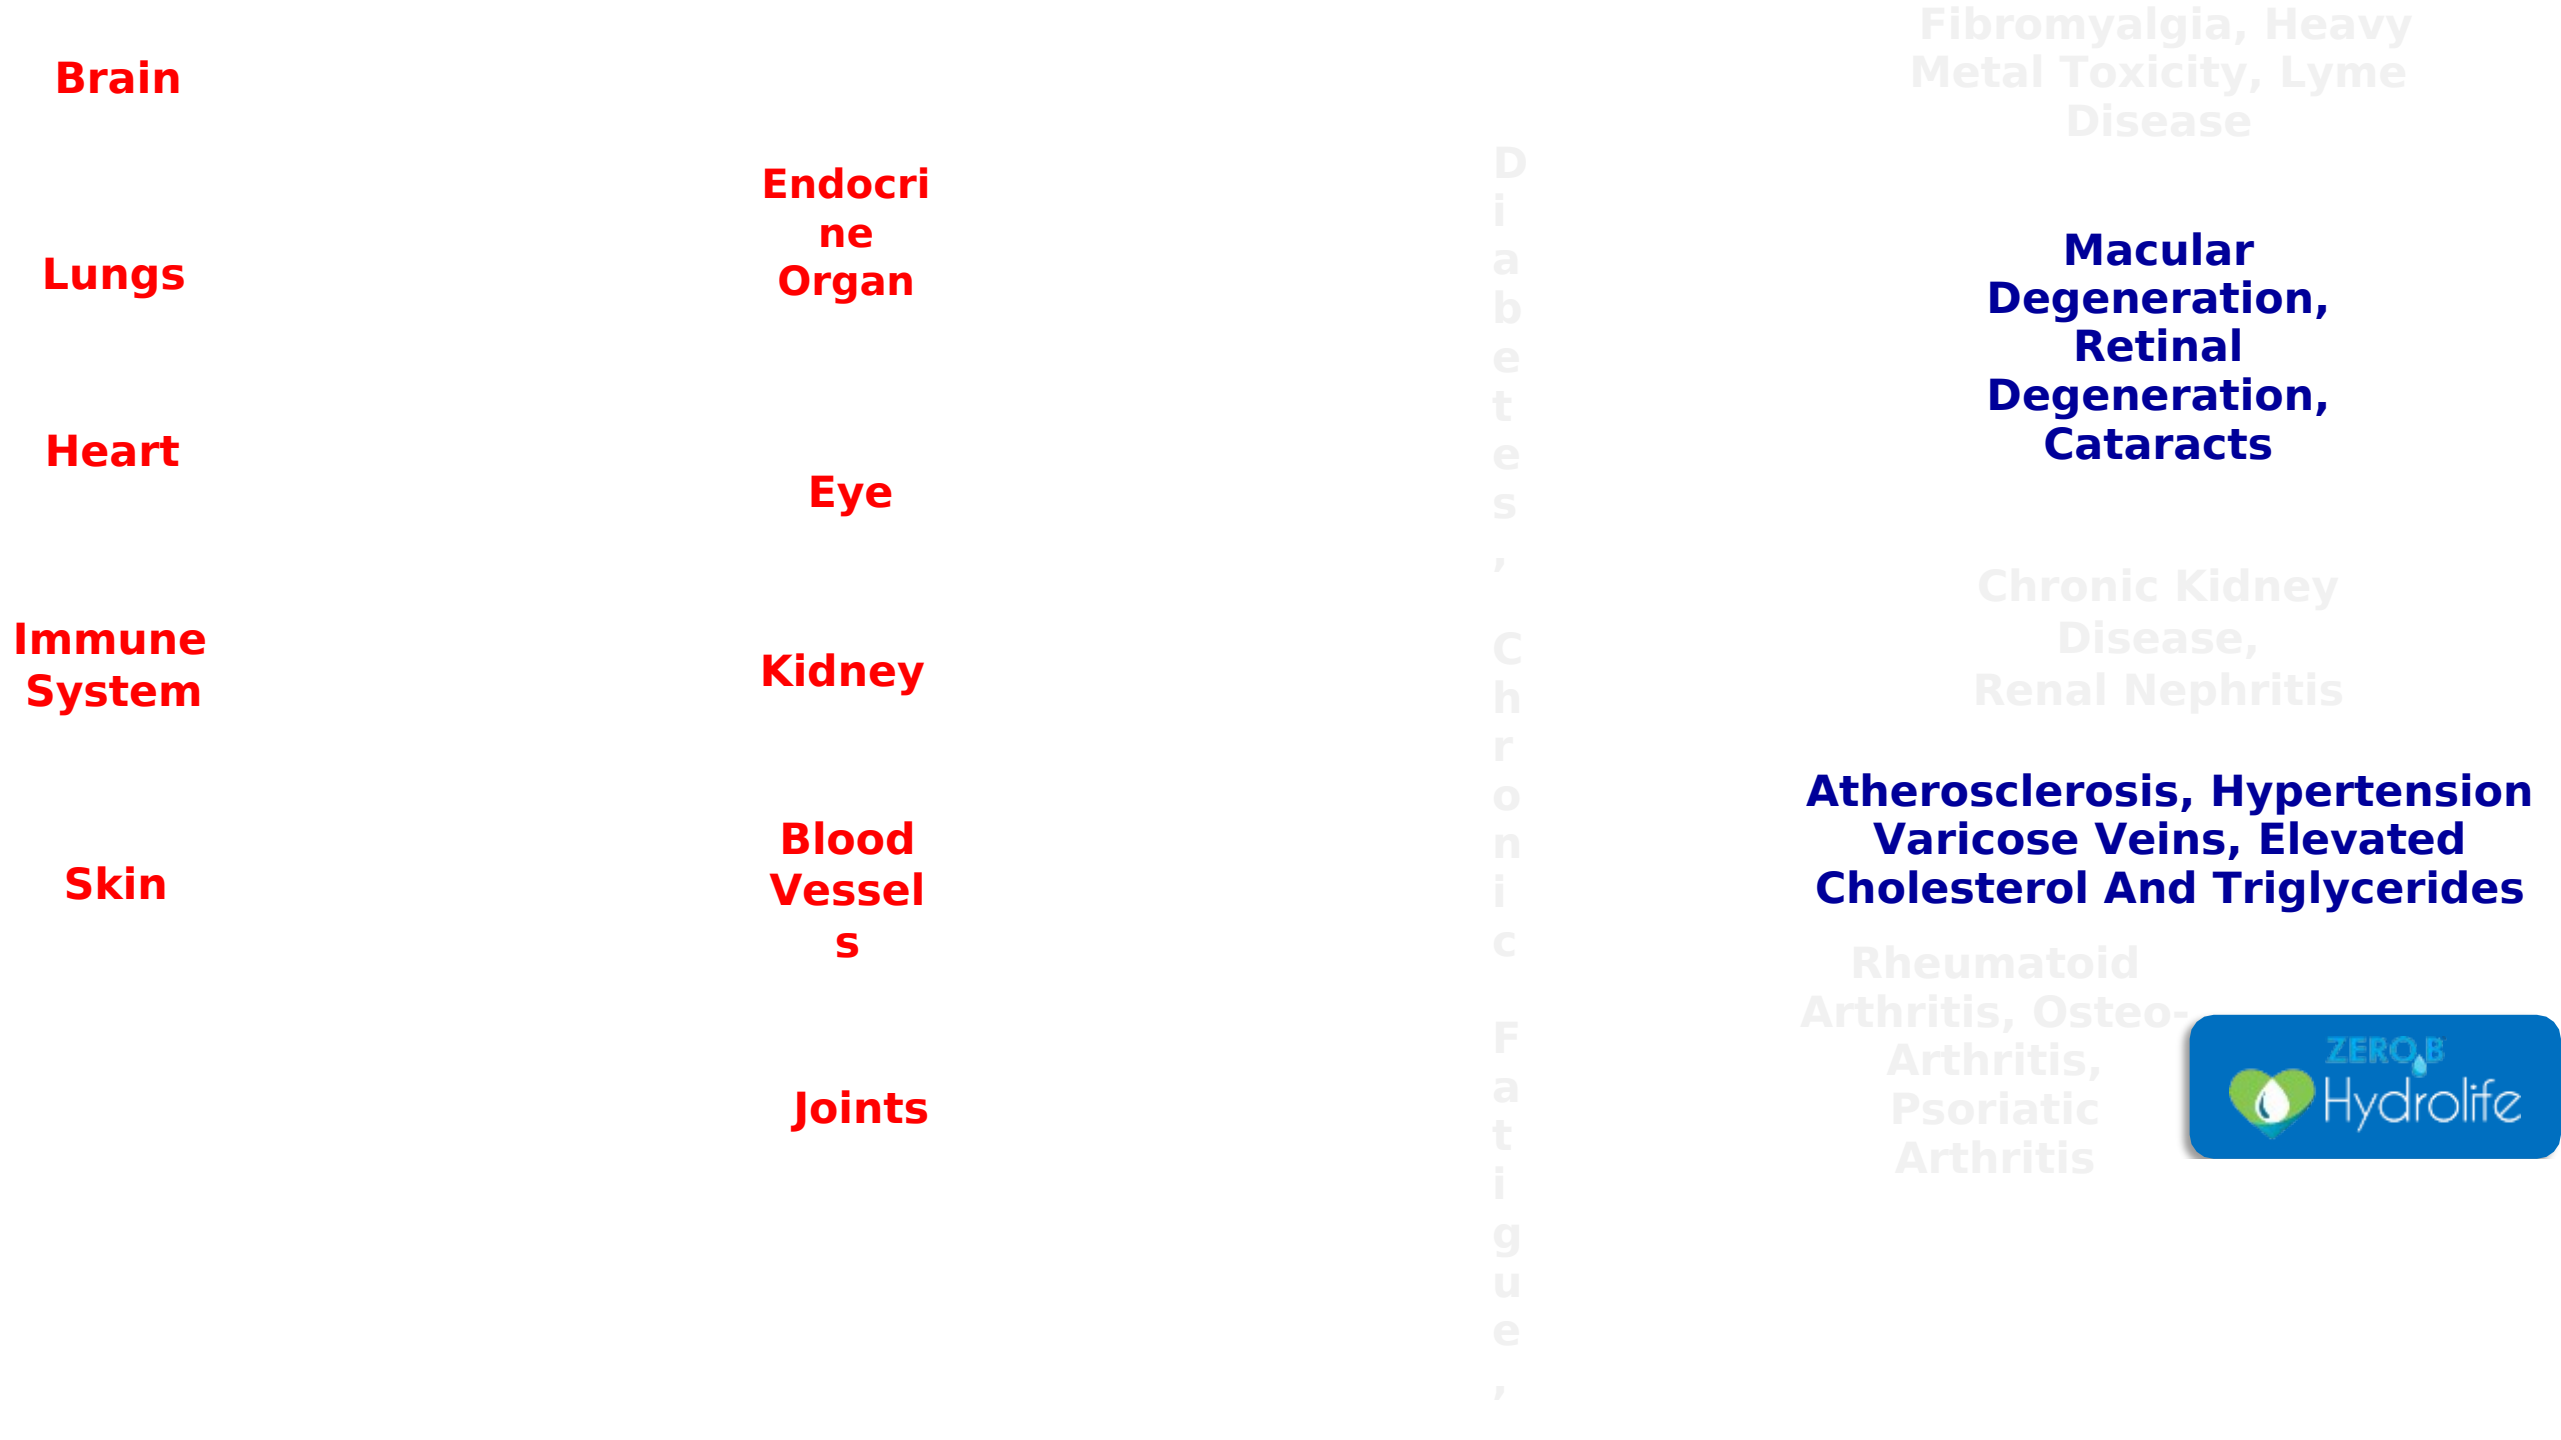 Brain
Lungs
Heart
Immune
System
Skin
Endocri
ne
Organ
Eye
Kidney
Blood
Vessel
s
Joints
D
i
a
b
e
t
e
s
,
C
h
r
o
n
i
c
F
a
t
i
g
u
e
,
Fibromyalgia, Heavy
Metal Toxicity, Lyme
Disease
Macular
Degeneration,
Retinal
Degeneration,
Cataracts
Chronic Kidney
Disease,
Renal Nephritis
Atherosclerosis, Hypertension
Varicose Veins, Elevated
Cholesterol And Triglycerides
Rheumatoid
Arthritis, Osteo-
Arthritis,
Psoriatic
Arthritis
ZERO B
Hydrolife